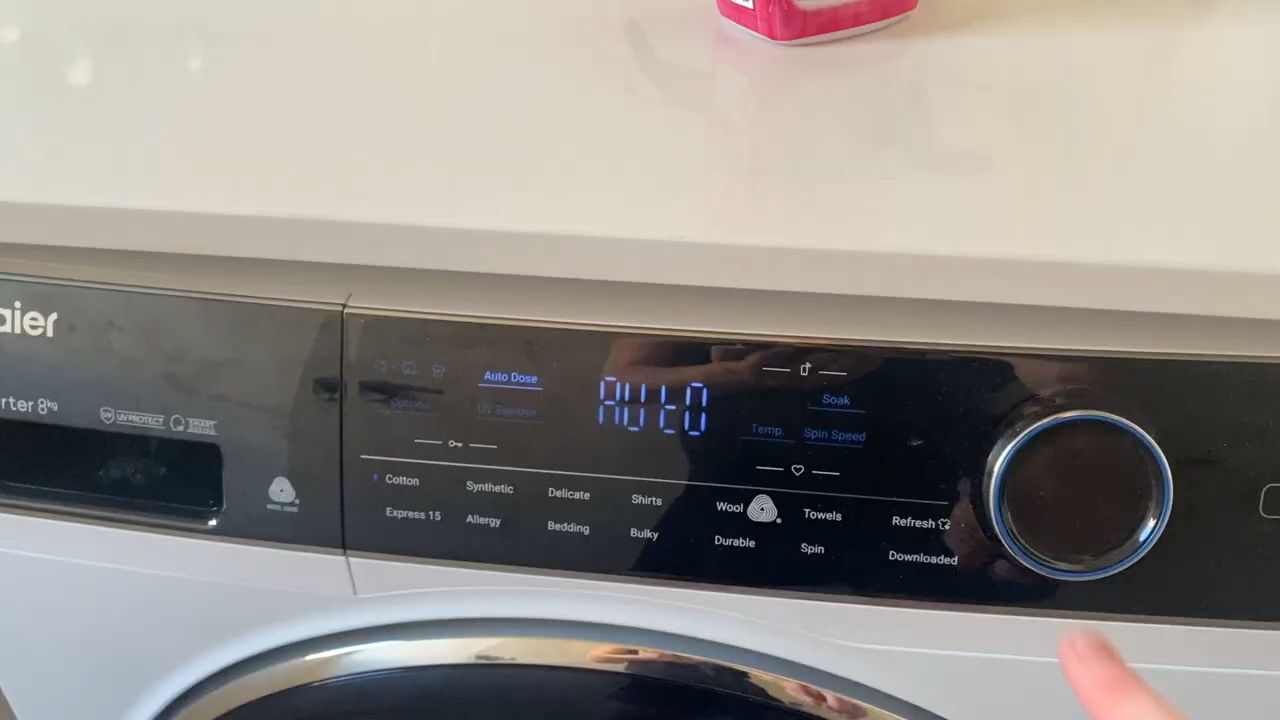 aier
rter 8kg
UV PROTECT
Auto Dose
Options
AUtO
Soak
Temp.
Spin Speed
Cotton
Synthetic
Delicate
Shirts
Wool
Towels
Refresh
Express 15
Allergy
Bedding
Bulky
Durable
Spin
Downloaded